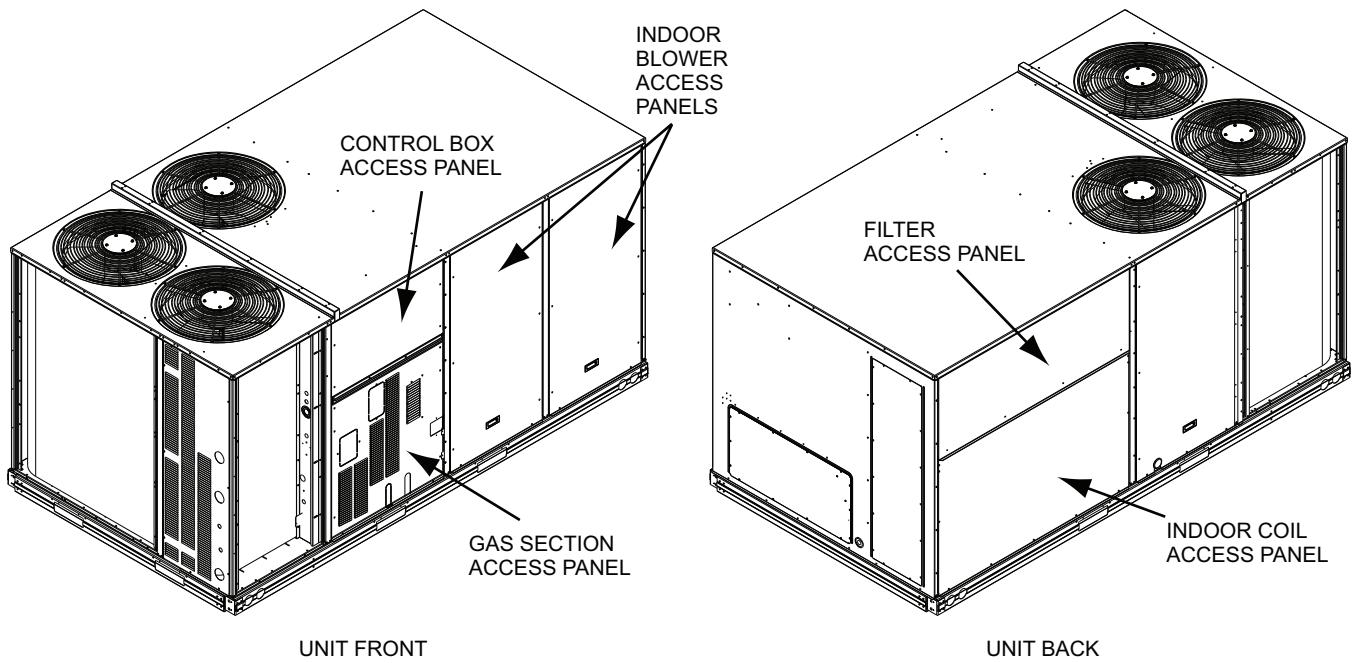 INDOOR
BLOWER
ACCESS
PANELS
CONTROL BOX
ACCESS PANEL
GAS SECTION
ACCESS PANEL
UNIT FRONT
FILTER
ACCESS PANEL
INDOOR COIL
ACCESS PANEL
UNIT BACK